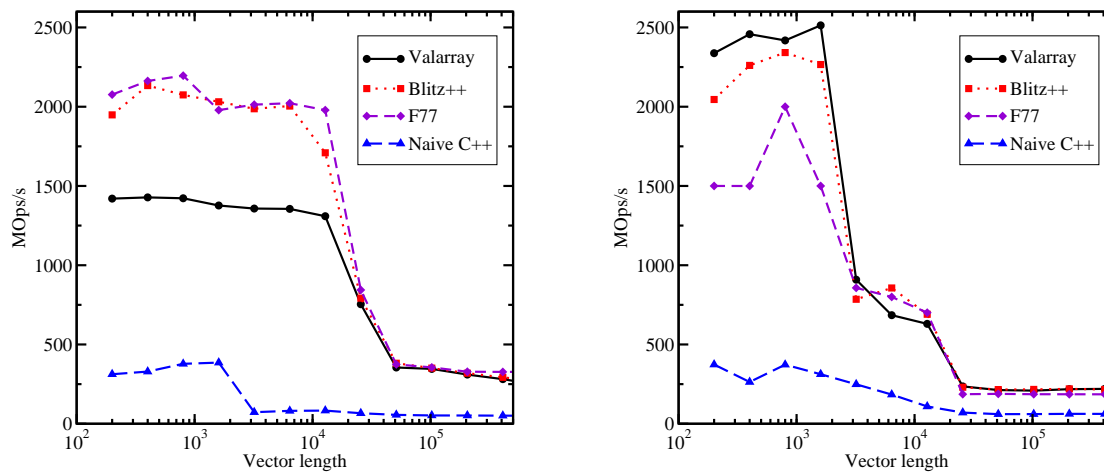 2500
2000
1500
1000
500
0
MOps/s
10^2
10^3
10^4
10^5
Vector length
Valarray
Blitz++
F77
Naive C++
2500
2000
1500
1000
500
0
MOps/s
10^2
10^3
10^4
10^5
Vector length
Valarray
Blitz++
F77
Naive C++